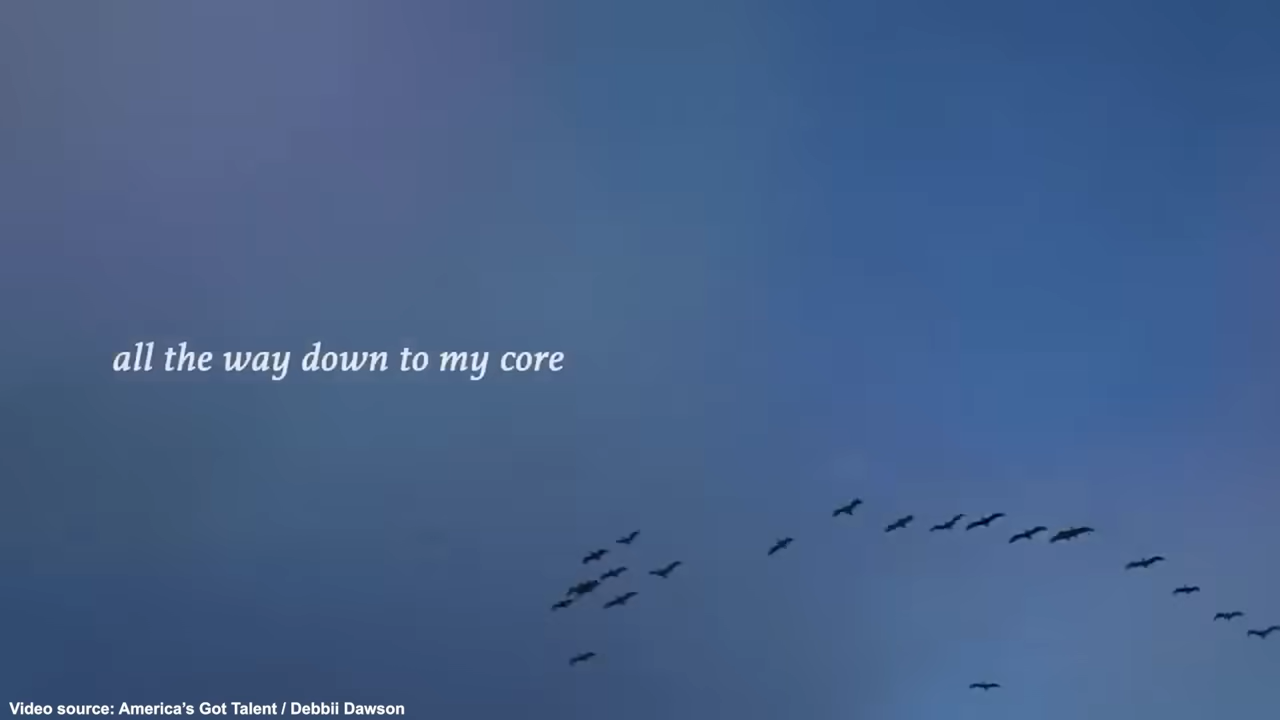 all the way down to my core
Video source: America’s Got Talent / Debbii Dawson